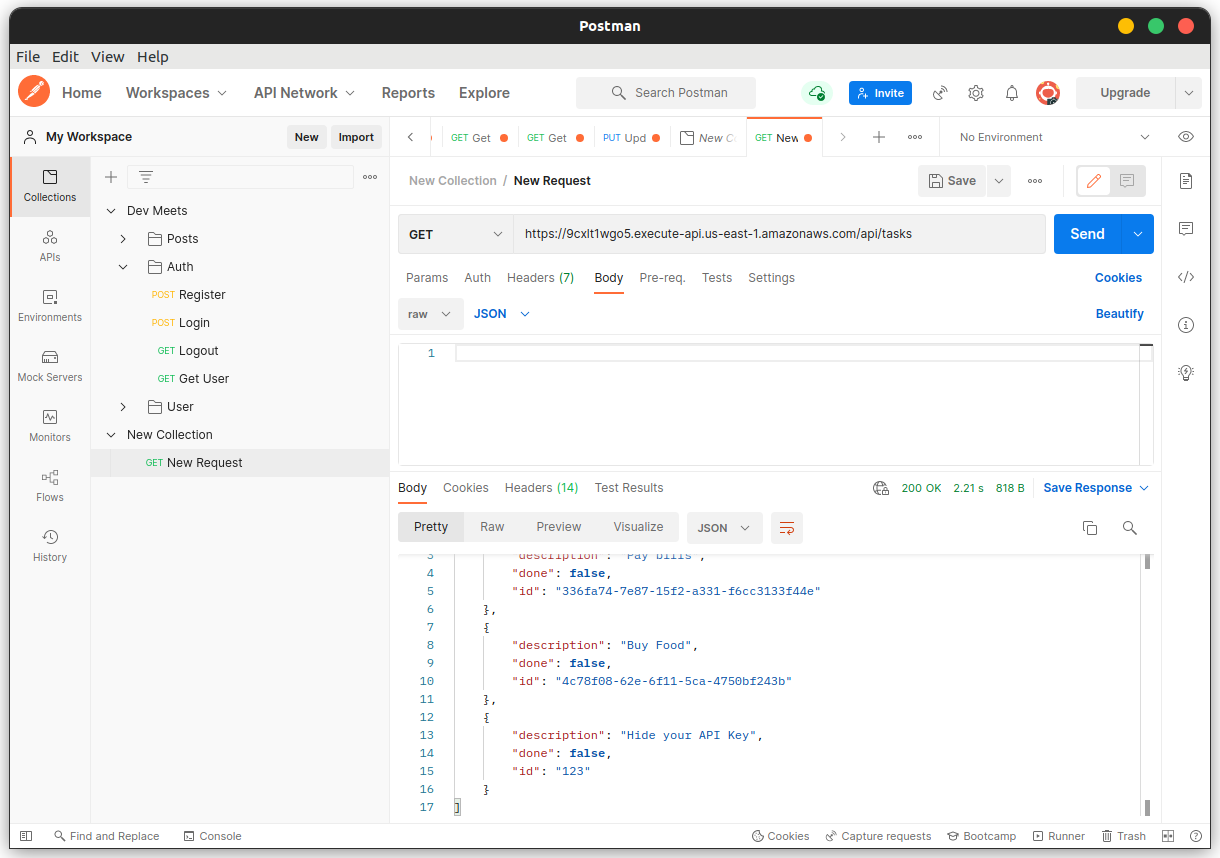 Postman
File Edit View Help
Home Workspaces API Network Reports Explore Search Postman Invite Upgrade
My Workspace New Import
GET Get GET Get PUT Upd New C GET New No Environment
Collections
APIs
Environments
Mock Servers
Monitors
Flows
History
Dev Meets
Posts
Auth
POST Register
POST Login
GET Logout
GET Get User
User
New Collection
GET New Request
New Collection / New Request Save
GET https://9cxlt1wgo5.execute-api.us-east-1.amazonaws.com/api/tasks Send
Params Auth Headers (7) Body Pre-req. Tests Settings Cookies
raw JSON Beautify
1
Body Cookies Headers (14) Test Results 200 OK 2.21 s 818 B Save Response
Pretty Raw Preview Visualize JSON
3 "description": "Pay bills",
4 "done": false,
5 "id": "336fa74-7e87-15f2-a331-f6cc3133f44e"
6 },
7 {
8 "description": "Buy Food",
9 "done": false,
10 "id": "4c78f08-62e-6f11-5ca-4750bf243b"
11 },
12 {
13 "description": "Hide your API Key",
14 "done": false,
15 "id": "123"
16 }
17 ]
Find and Replace Console Cookies Capture requests Bootcamp Runner Trash